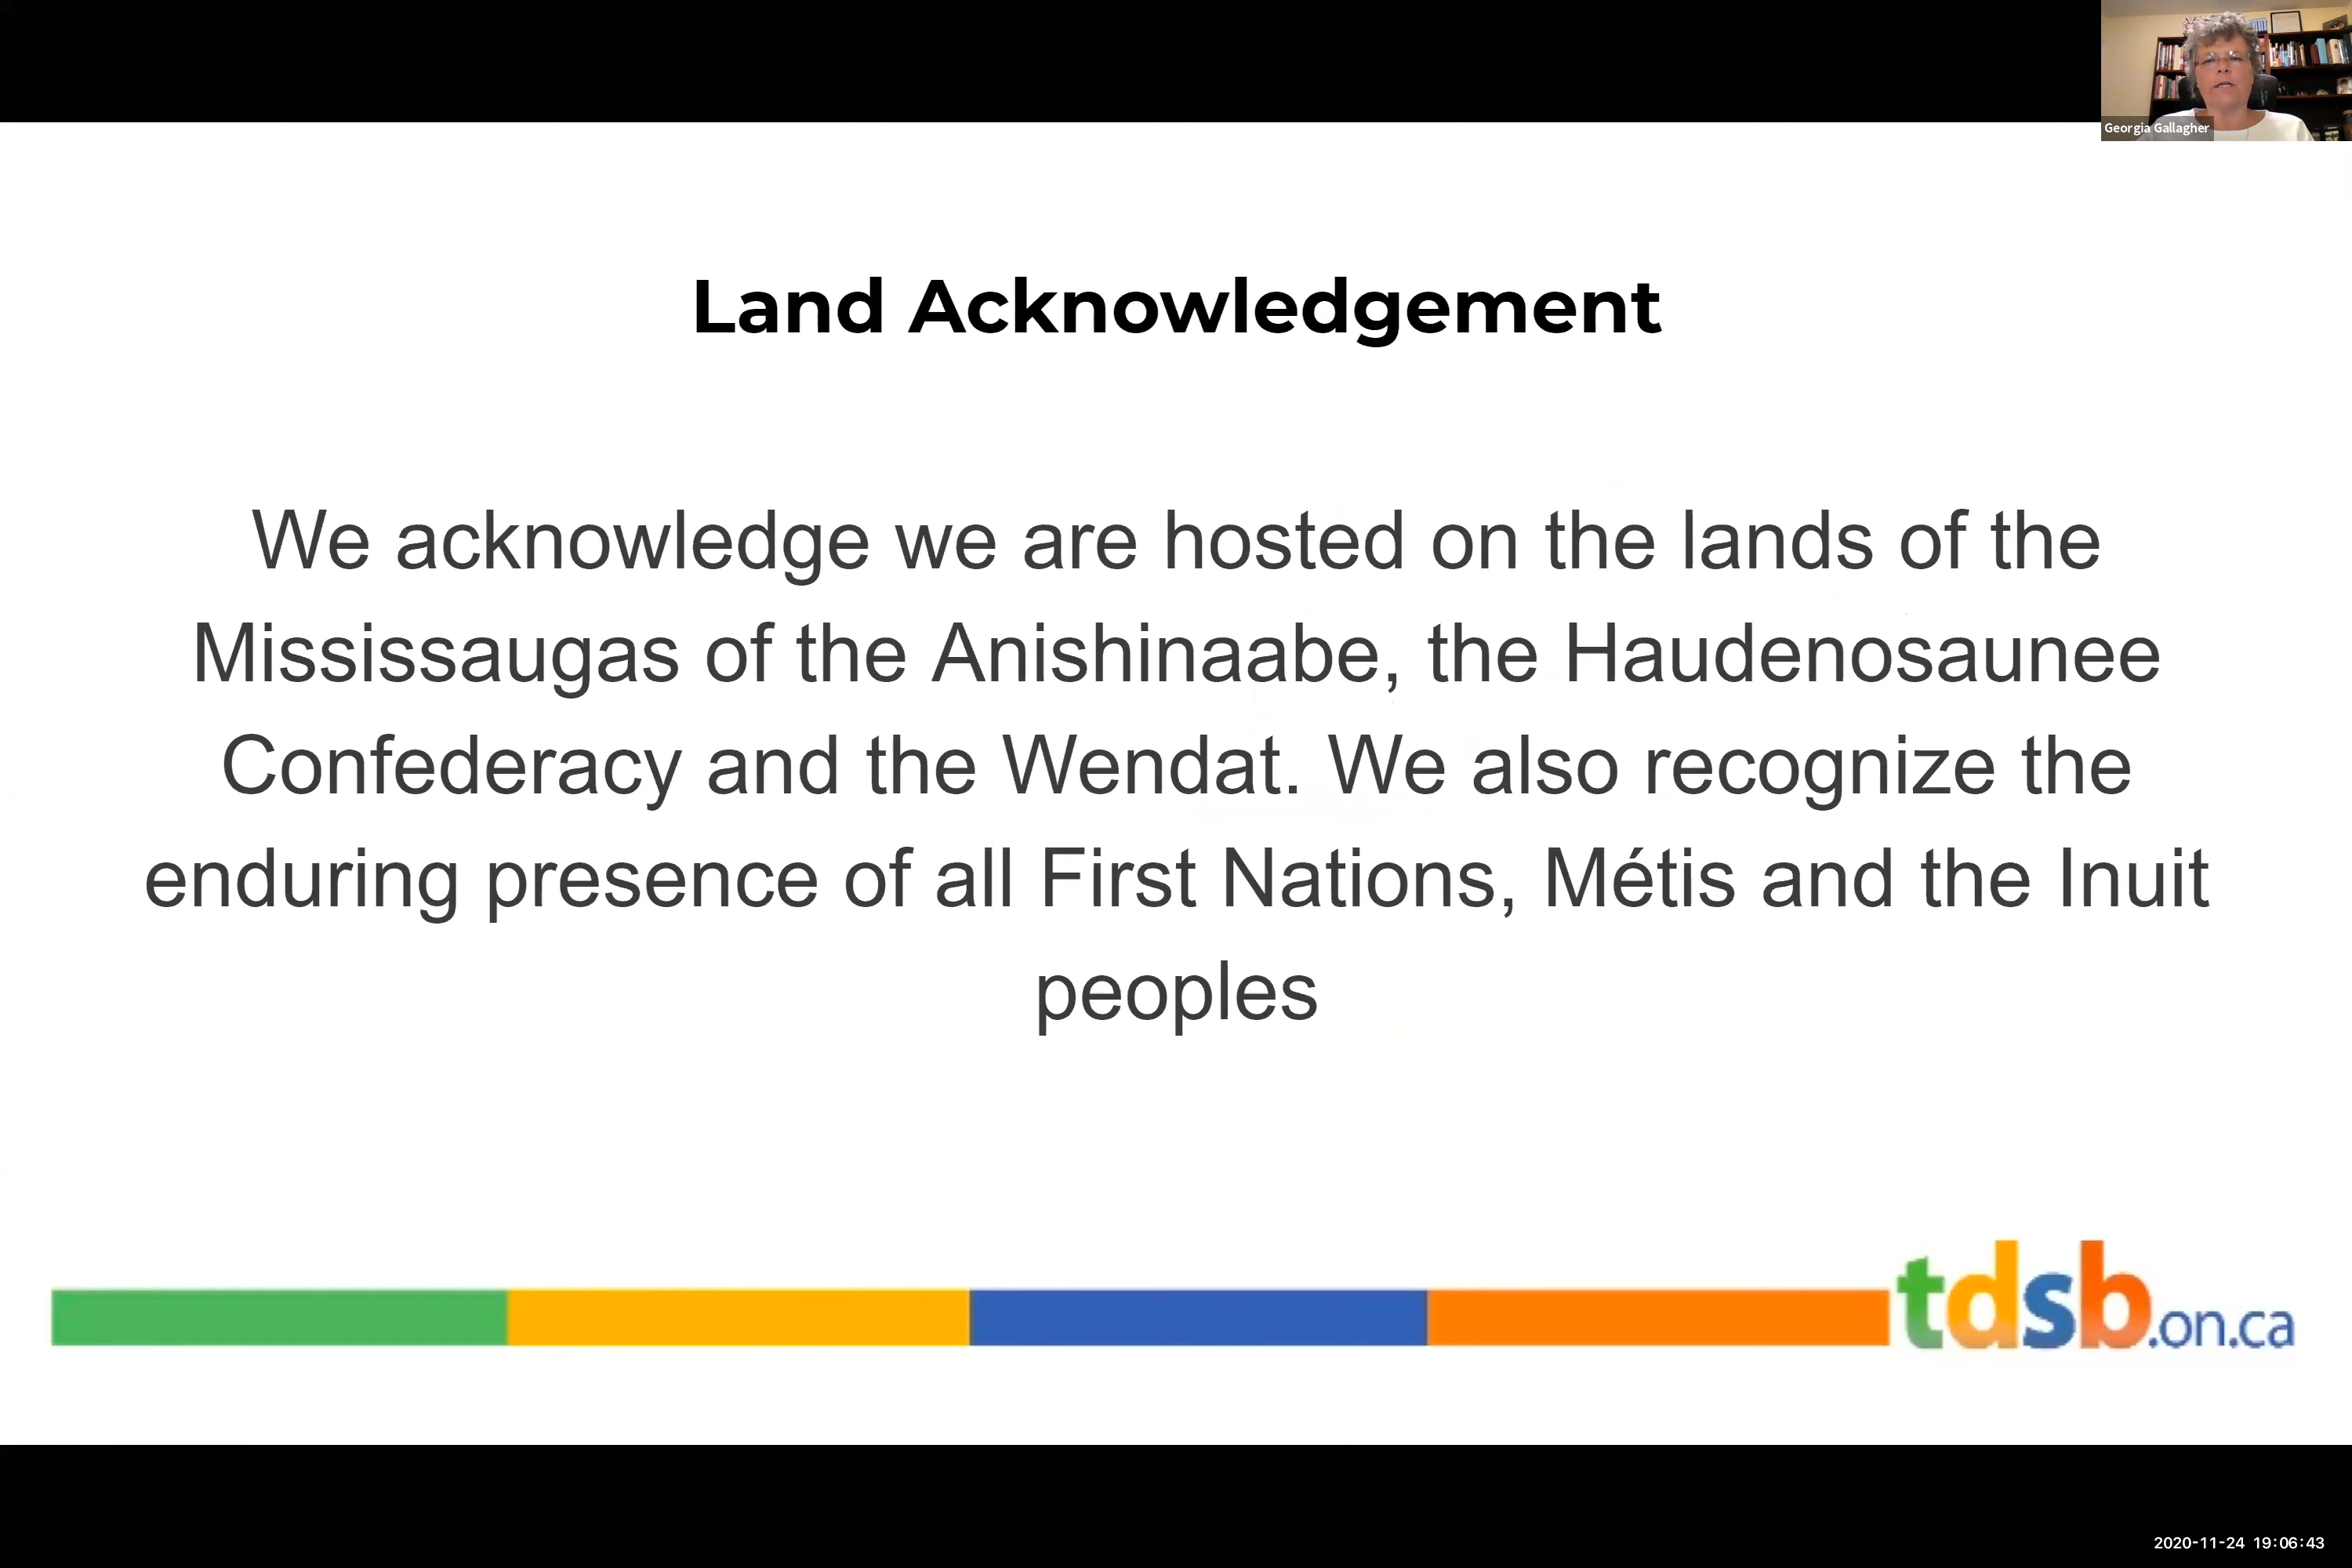 Georgia Gallagher
Land Acknowledgement
We acknowledge we are hosted on the lands of the
Mississaugas of the Anishinaabe, the Haudenosaunee
Confederacy and the Wendat. We also recognize the
enduring presence of all First Nations, Métis and the Inuit
peoples
tdsb.on.ca
2020-11-24 19:06:43